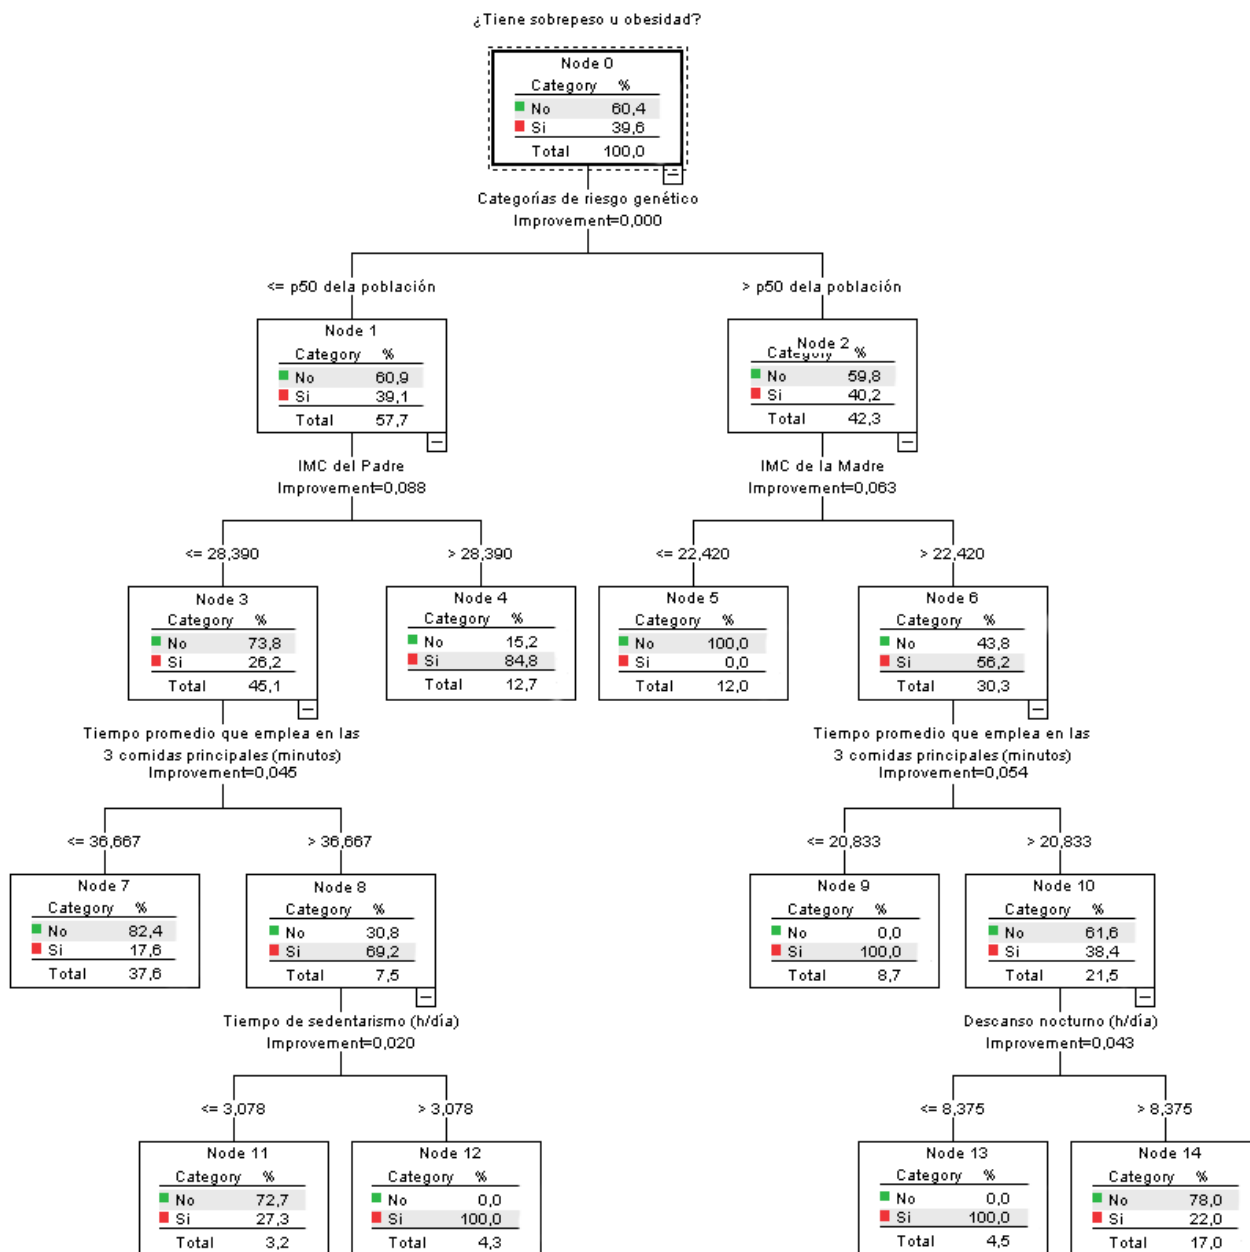 ¿Tiene sobrepeso u obesidad?
Node 0
Category %
No 60,4
Si 39,6
Total 100,0
Categorías de riesgo genético
Improvement=0,000
<= p50 dela población
> p50 dela población
Node 1
Category %
No 60,9
Si 39,1
Total 57,7
Node 2
Category %
No 59,8
Si 40,2
Total 42,3
IMC del Padre
Improvement=0,088
IMC de la Madre
Improvement=0,063
<= 28,390
> 28,390
<= 22,420
> 22,420
Node 3
Category %
No 73,8
Si 26,2
Total 45,1
Node 4
Category %
No 15,2
Si 84,8
Total 12,7
Node 5
Category %
No 100,0
Si 0,0
Total 12,0
Node 6
Category %
No 43,8
Si 56,2
Total 30,3
Tiempo promedio que emplea en las
3 comidas principales (minutos)
Improvement=0,045
Tiempo promedio que emplea en las
3 comidas principales (minutos)
Improvement=0,054
<= 36,667
> 36,667
<= 20,833
> 20,833
Node 7
Category %
No 82,4
Si 17,6
Total 37,6
Node 8
Category %
No 30,8
Si 69,2
Total 7,5
Node 9
Category %
No 0,0
Si 100,0
Total 8,7
Node 10
Category %
No 61,6
Si 38,4
Total 21,5
Tiempo de sedentarismo (h/día)
Improvement=0,020
Descanso nocturno (h/día)
Improvement=0,043
<= 3,078
> 3,078
<= 8,375
> 8,375
Node 11
Category %
No 72,7
Si 27,3
Total 3,2
Node 12
Category %
No 0,0
Si 100,0
Total 4,3
Node 13
Category %
No 0,0
Si 100,0
Total 4,5
Node 14
Category %
No 78,0
Si 22,0
Total 17,0